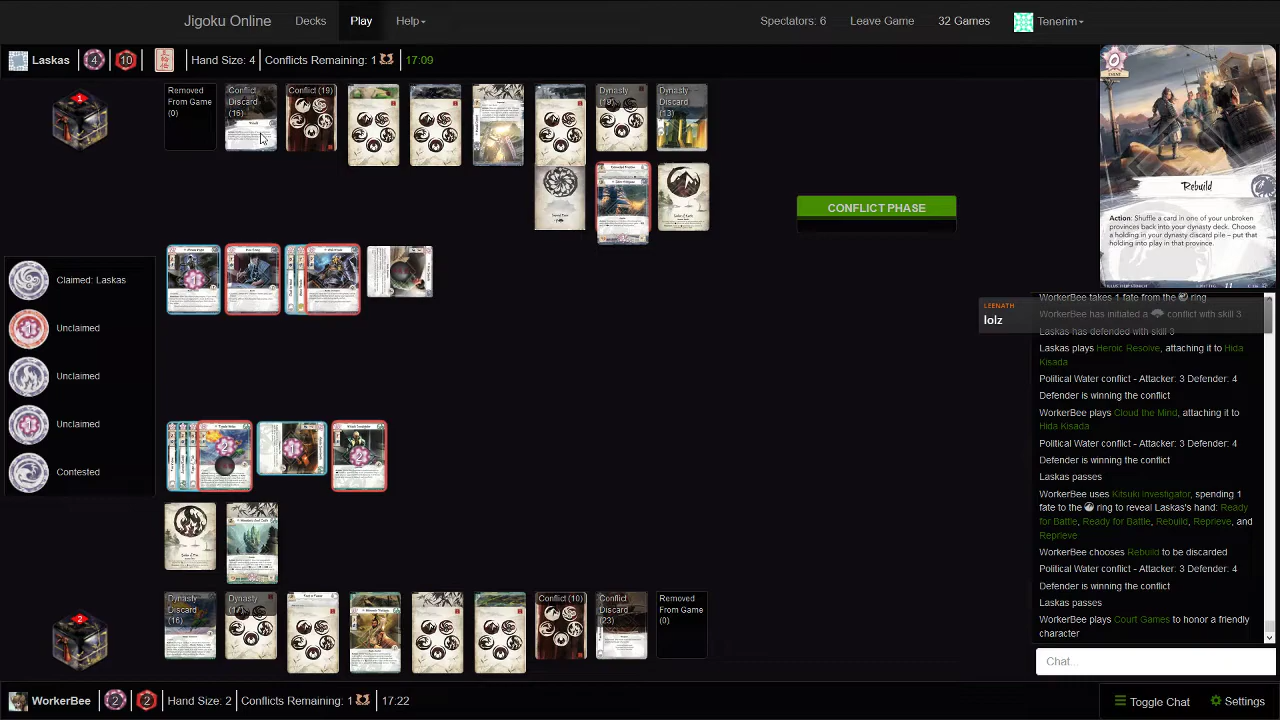 Jigoku Online
Decks
Play
Help
Spectators: 6
Leave Game
32 Games
Tenerim
Laskas
4
10
Hand Size: 4
Conflicts Remaining: 1
17:09
1
Removed
From Game
(0)
Conflict
Discard
(16)
Conflict (19)
Dynasty
(19)
Dynasty
Discard
(13)
CONFLICT PHASE
0
Rebuild
Action: Shuffle a card in one of your unbroken
provinces back into your dynasty deck. Choose
a holding in your dynasty discard pile – put that
holding into play in that province.
Claimed: Laskas
1
Unclaimed
Unclaimed
1
Unclaimed
Contested
LEENATH
lolz
WorkerBee takes 1 fate from the ring
WorkerBee has initiated a conflict with skill 3
Laskas has defended with skill 3
Laskas plays Heroic Resolve, attaching it to Hida
Kisada
Political Water conflict - Attacker: 3 Defender: 4
Defender is winning the conflict
WorkerBee plays Cloud the Mind, attaching it to
Hida Kisada
Political Water conflict - Attacker: 3 Defender: 4
Defender is winning the conflict
Laskas passes
WorkerBee uses Kitsuki Investigator, spending 1
fate to the ring to reveal Laskas's hand: Ready
for Battle, Ready for Battle, Rebuild, Reprieve, and
Reprieve
WorkerBee chooses Rebuild to be discarded
Political Water conflict - Attacker: 3 Defender: 4
Defender is winning the conflict
Laskas passes
WorkerBee plays Court Games to honor a friendly
character
Chat...
2
Dynasty
Discard
(16)
Dynasty
(17)
Conflict (10)
Conflict
Discard
(23)
Removed
From Game
(0)
WorkerBee
2
2
Hand Size: 2
Conflicts Remaining: 1
17:22
Toggle Chat
Settings